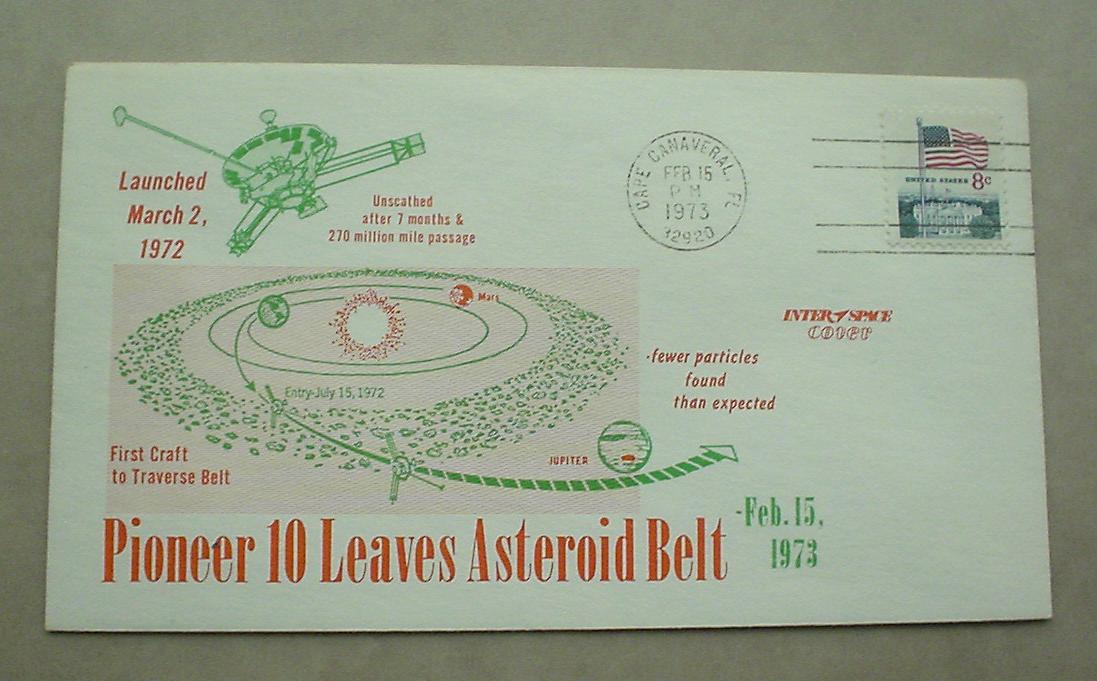 Launched
March 2,
1972
Unscathed
after 7 months &
270 million mile passage
CAPE CANAVERAL, FL
FEB 15
PM
1973
32920
UNITED STATES 8c
Mars
INTER SPACE
cover
-fewer particles
found
than expected
Entry-July 15, 1972
First Craft
to Traverse Belt
JUPITER
Pioneer 10 Leaves Asteroid Belt
-Feb. 15,
1973